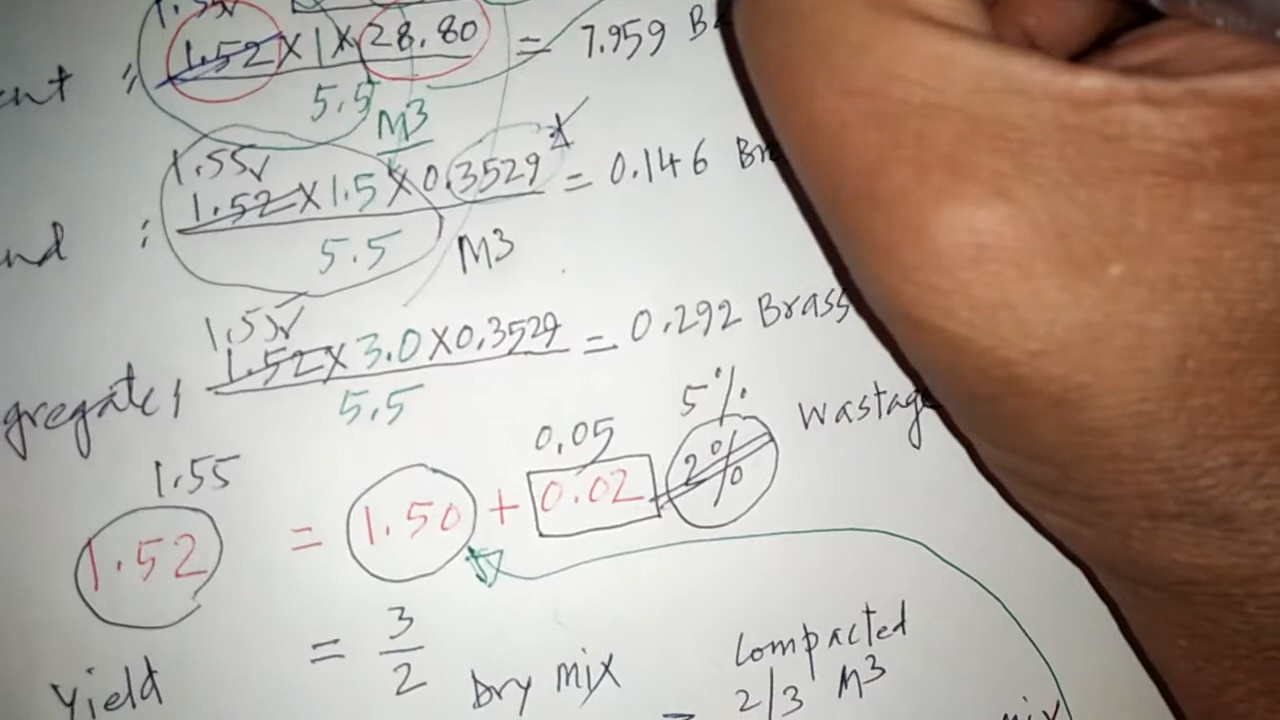 1.55√
1.52 X 1 X 28.80 = 7.959
5.5
M3
1.55√
1.52 X 1.5 X 0.3529 = 0.146
5.5 M3
1.55√
1.52 X 3.0 X 0.3529 = 0.292 Brass
5.5
5% wastage
0.05
1.55
1.52 = 1.50 + 0.02 2%
Yield = 3/2 Dry mix = Compacted 2/3 M3